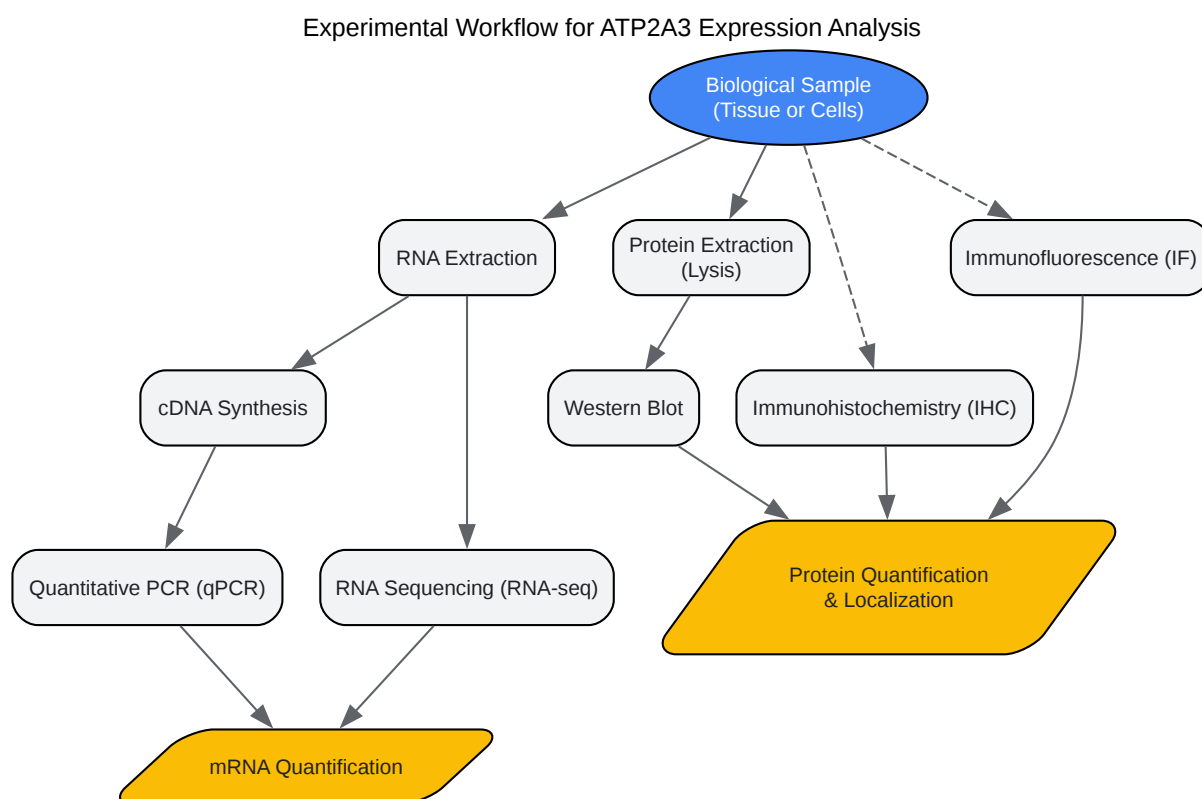 Experimental Workflow for ATP2A3 Expression Analysis
Biological Sample
(Tissue or Cells)
RNA Extraction
Protein Extraction
(Lysis)
Immunofluorescence (IF)
cDNA Synthesis
Western Blot
Immunohistochemistry (IHC)
Quantitative PCR (qPCR)
RNA Sequencing (RNA-seq)
Protein Quantification
& Localization
mRNA Quantification